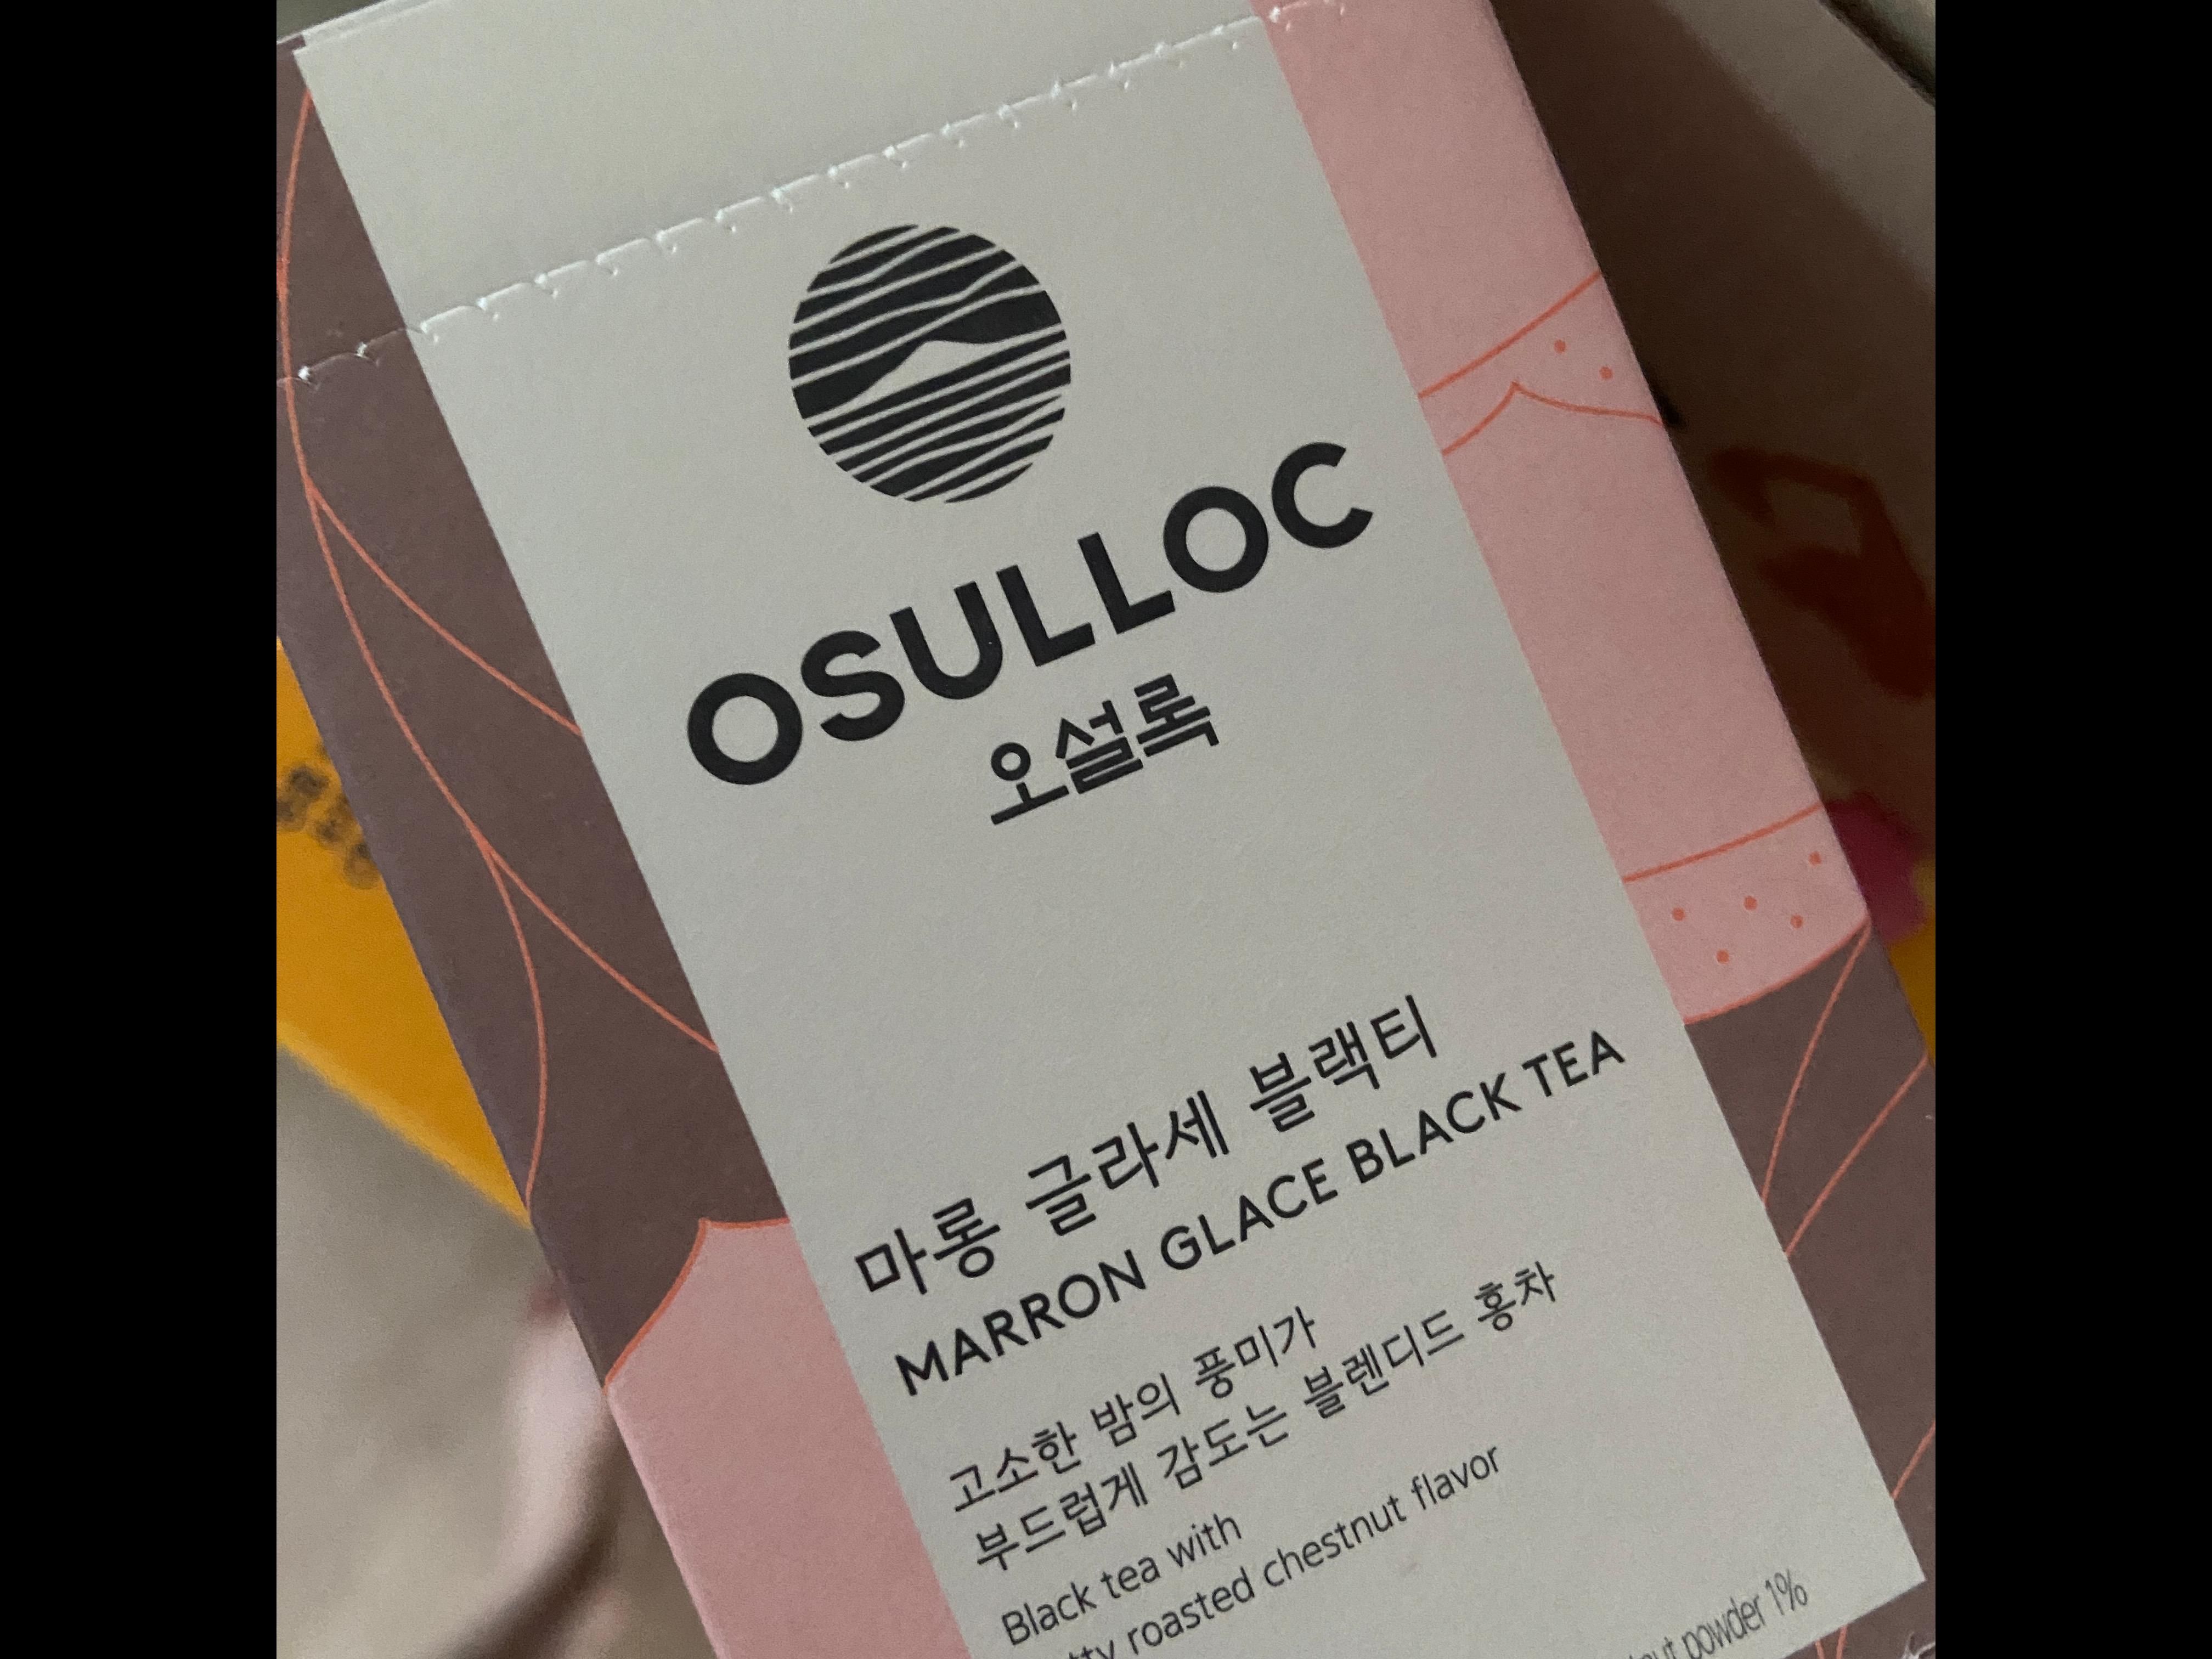 OSULLOC
오설록
마롱 글라세 블랙티
MARRON GLACE BLACK TEA
고소한 밤의 풍미가
부드럽게 감도는 블렌디드 홍차
Black tea with
roasted chestnut flavor
powder 1%